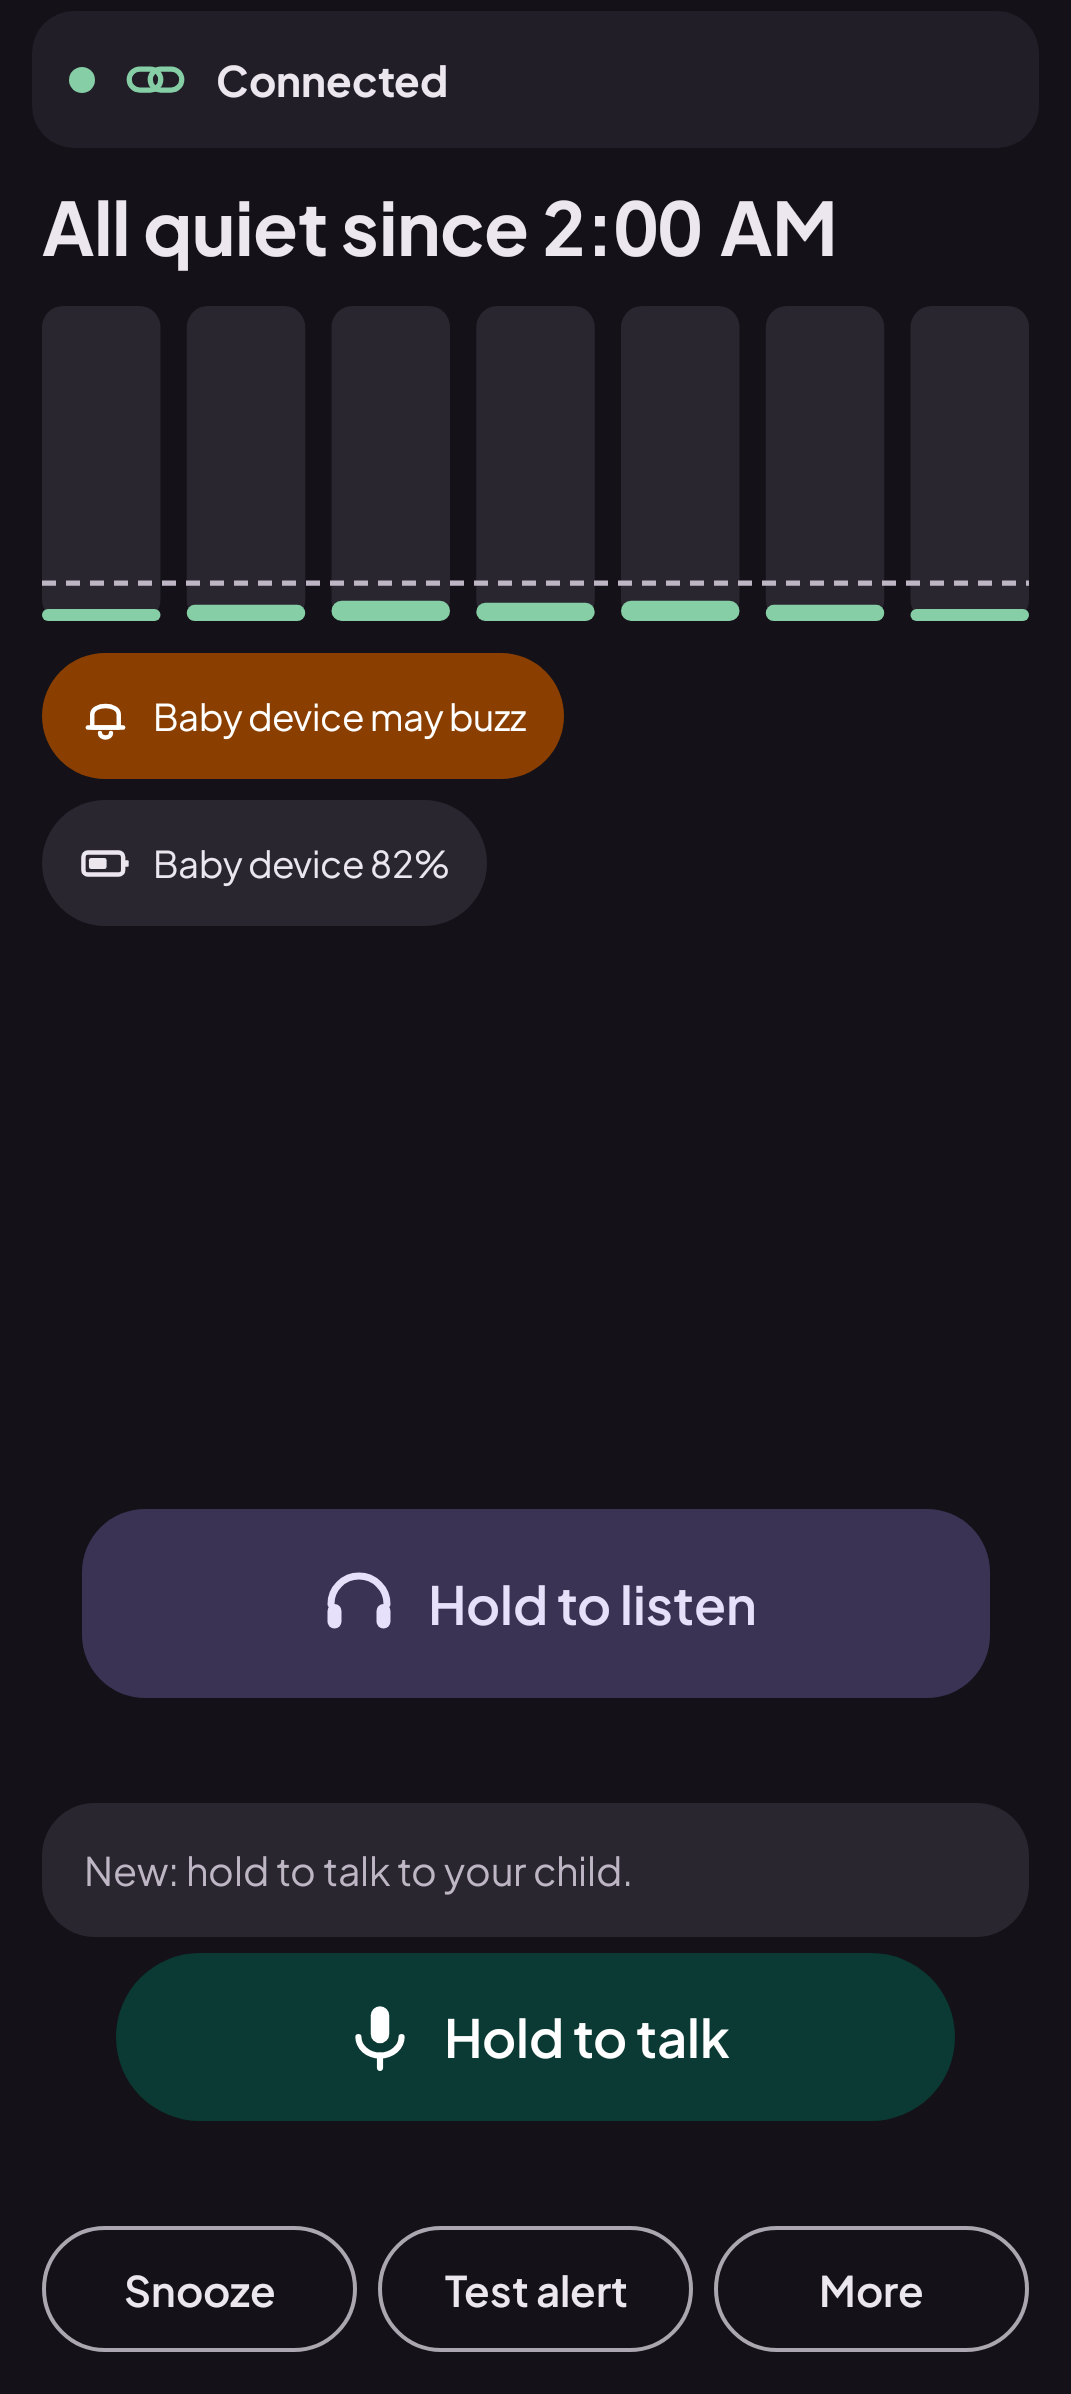 Connected
All quiet since 2:00 AM
Baby device may buzz
Baby device 82%
Hold to listen
New: hold to talk to your child.
Hold to talk
Snooze
Test alert
More